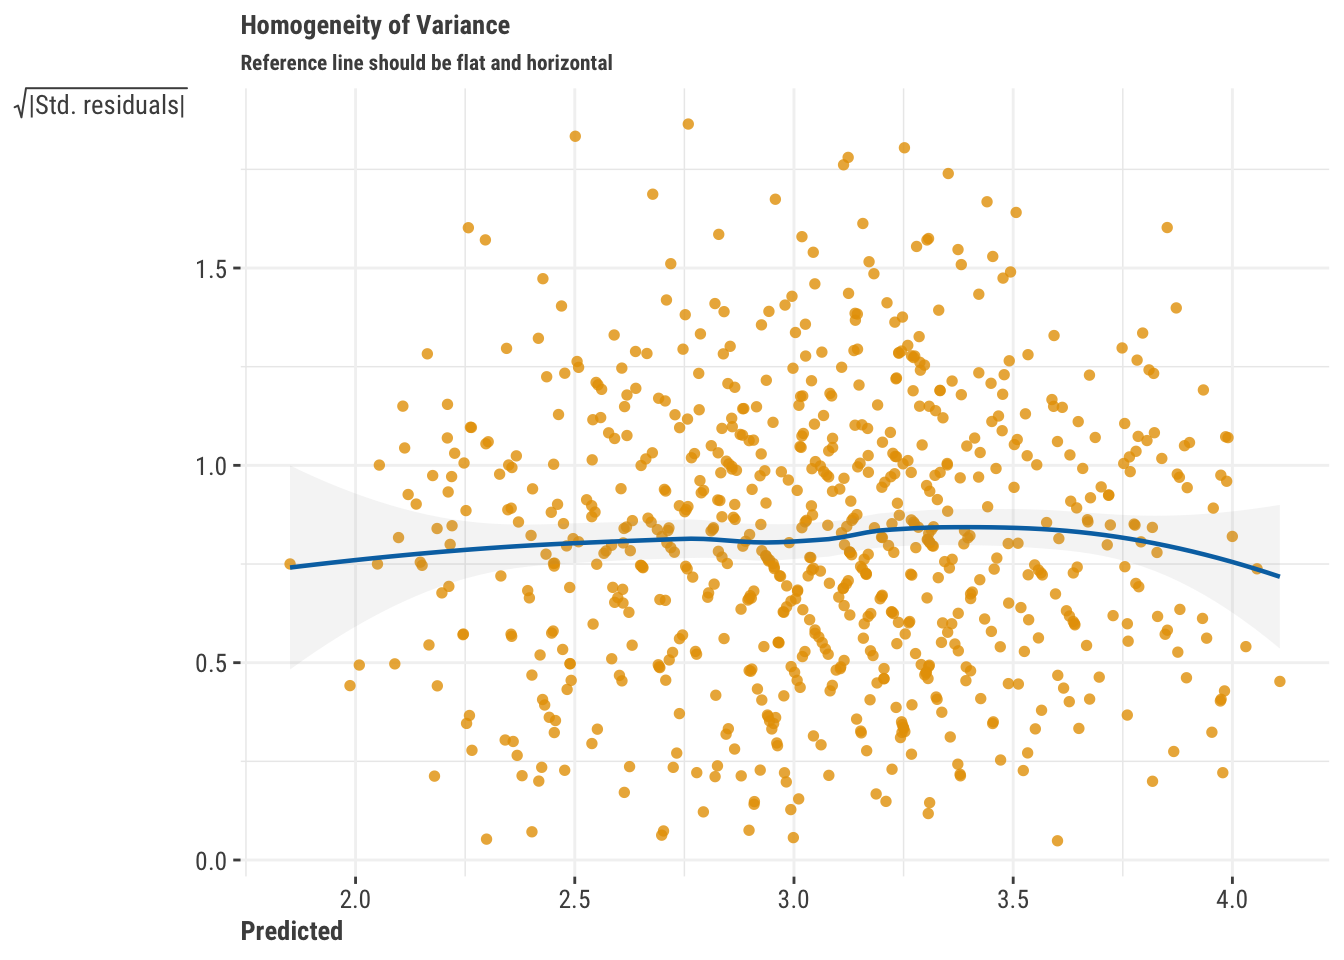 Homogeneity of Variance
Reference line should be flat and horizontal
√|Std. residuals|
1.5
1.0
0.5
0.0
2.0 2.5 3.0 3.5 4.0
Predicted